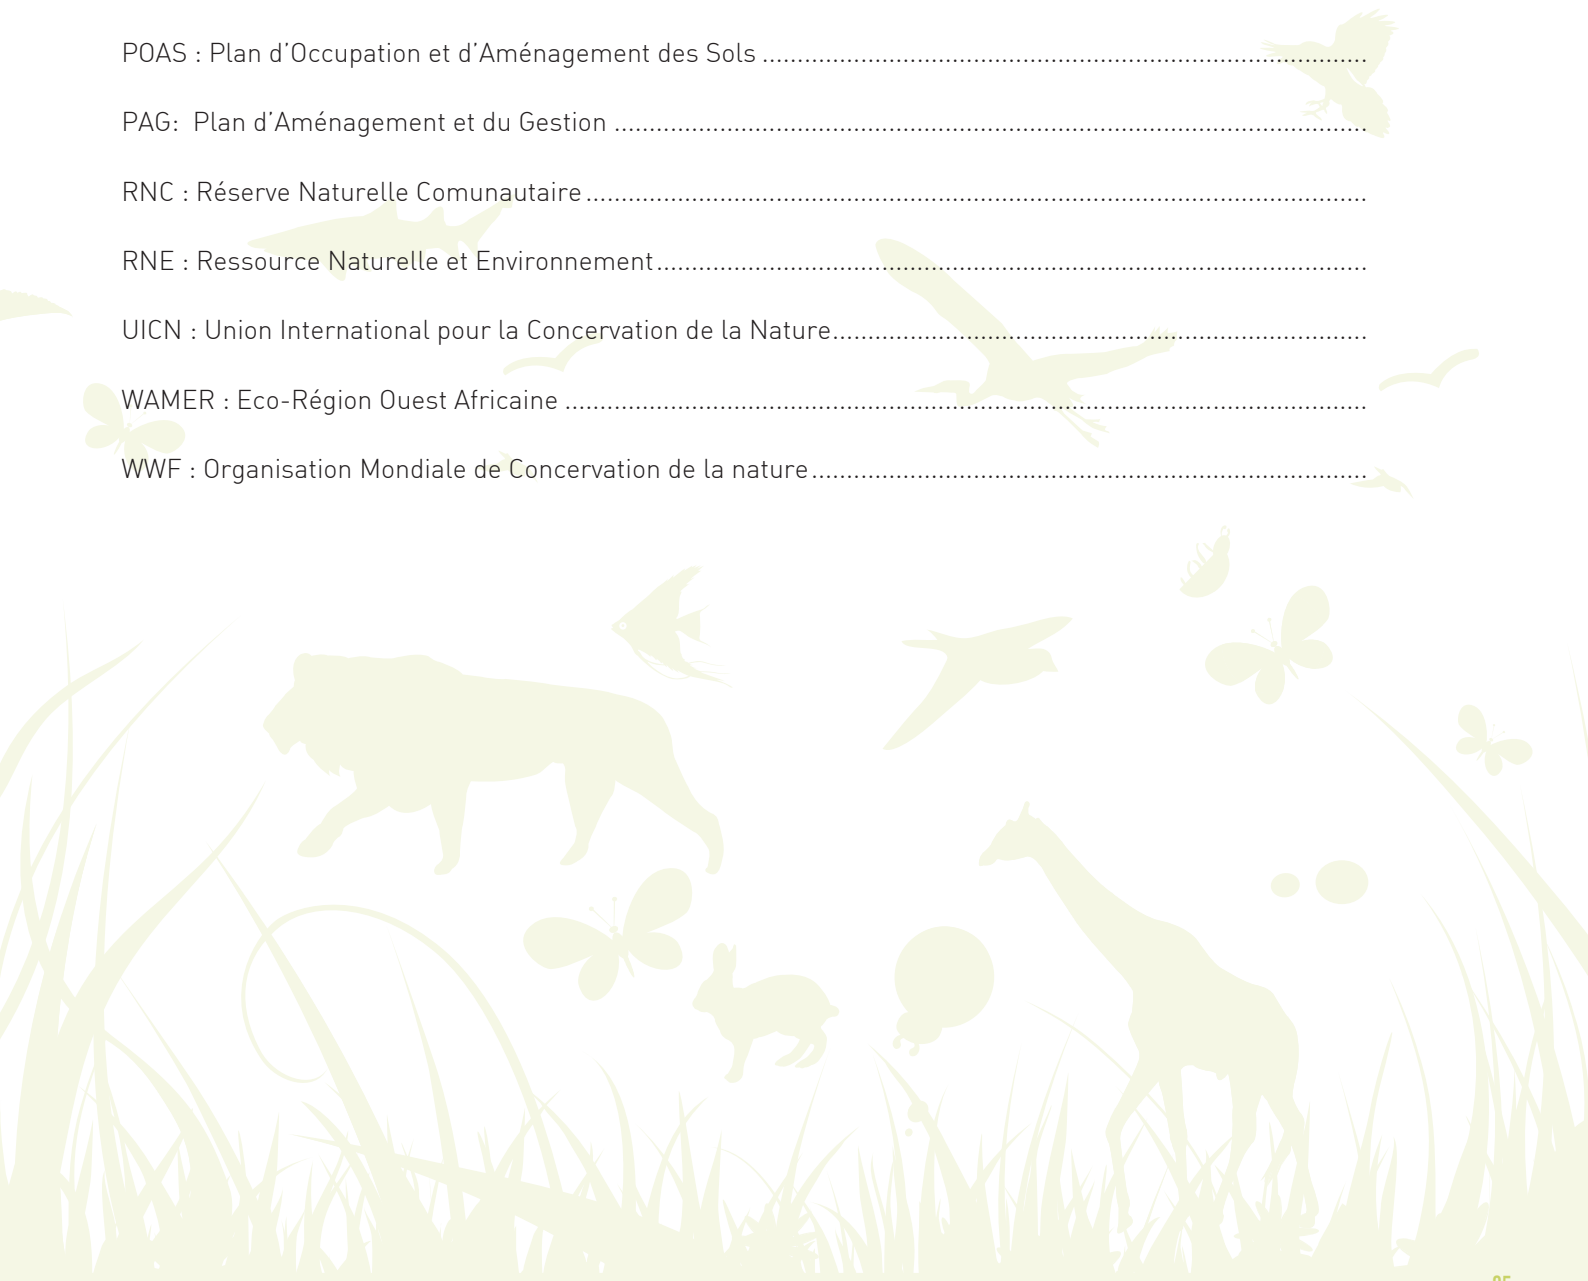 POAS : Plan d’Occupation et d’Aménagement des Sols ......................................................................................
PAG:  Plan d’Aménagement et du Gestion ...........................................................................................................
RNC : Réserve Naturelle Comunautaire ...............................................................................................................
RNE : Ressource Naturelle et Environnement.....................................................................................................
UICN : Union International pour la Concervation de la Nature............................................................................
WAMER : Eco-Région Ouest Africaine ..................................................................................................................
WWF : Organisation Mondiale de Concervation de la nature...............................................................................